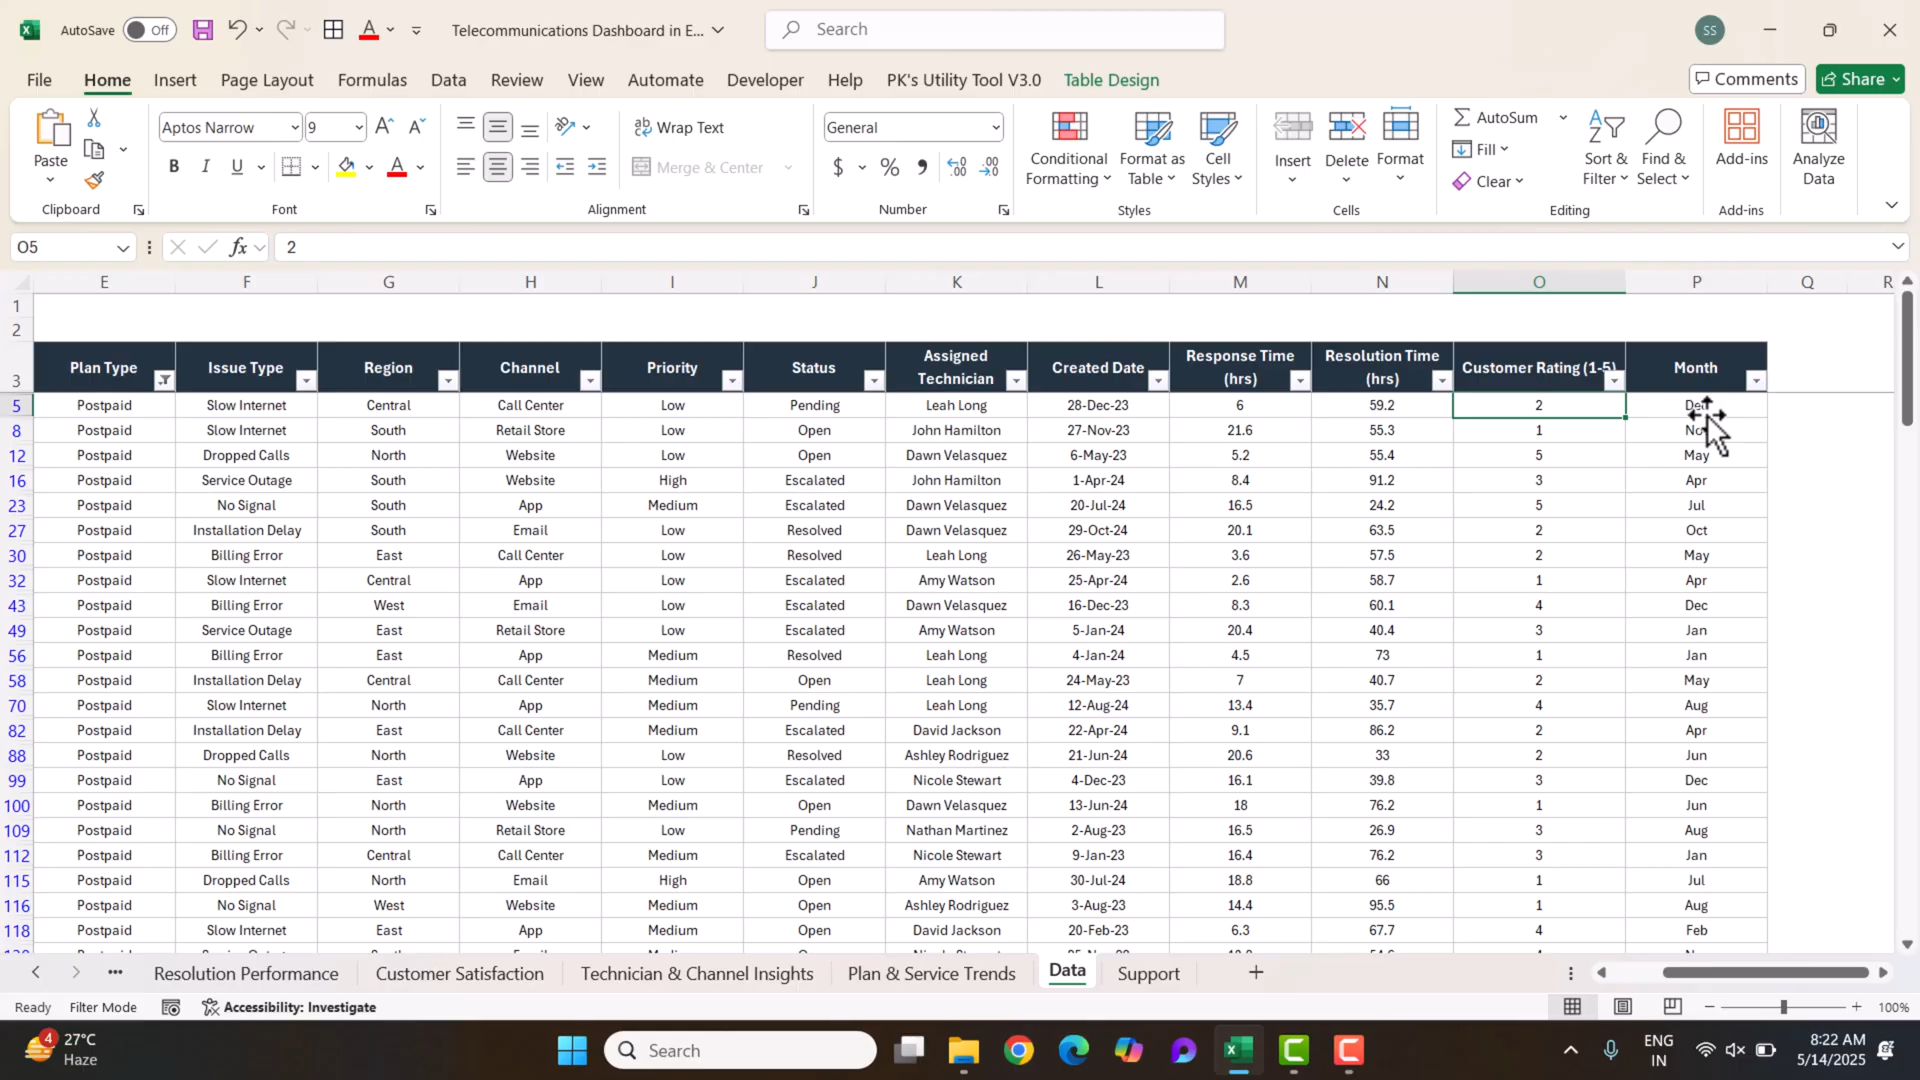 AutoSave Off Telecommunications Dashboard in E... Search SS
File Home Insert Page Layout Formulas Data Review View Automate Developer Help PK's Utility Tool V3.0 Table Design Comments Share
Paste Aptos Narrow 9 Wrap Text General Conditional Formatting Format as Table Cell Styles Insert Delete Format AutoSum Fill Clear Sort & Filter Find & Select Add-ins Analyze Data
B I U Merge & Center $ %
Clipboard Font Alignment Number Styles Cells Editing Add-ins
O5 fx 2
E F G H I J K L M N O P Q R
1
2
3 Plan Type Issue Type Region Channel Priority Status Assigned Technician Created Date Response Time (hrs) Resolution Time (hrs) Customer Rating (1-5) Month
5 Postpaid Slow Internet Central Call Center Low Pending Leah Long 28-Dec-23 6 59.2 2
8 Postpaid Slow Internet South Retail Store Low Open John Hamilton 27-Nov-23 21.6 55.3 1
12 Postpaid Dropped Calls North Website Low Open Dawn Velasquez 6-May-23 5.2 55.4 5 May
16 Postpaid Service Outage South Website High Escalated John Hamilton 1-Apr-24 8.4 91.2 3 Apr
23 Postpaid No Signal South App Medium Escalated Dawn Velasquez 20-Jul-24 16.5 24.2 5 Jul
27 Postpaid Installation Delay South Email Low Resolved Dawn Velasquez 29-Oct-24 20.1 63.5 2 Oct
30 Postpaid Billing Error East Call Center Low Resolved Leah Long 26-May-23 3.6 57.5 2 May
32 Postpaid Slow Internet Central App Low Escalated Amy Watson 25-Apr-24 2.6 58.7 1 Apr
43 Postpaid Billing Error West Email Low Escalated Dawn Velasquez 16-Dec-23 8.3 60.1 4 Dec
49 Postpaid Service Outage East Retail Store Low Escalated Amy Watson 5-Jan-24 20.4 40.4 3 Jan
56 Postpaid Billing Error East App Medium Resolved Leah Long 4-Jan-24 4.5 73 1 Jan
58 Postpaid Installation Delay Central Call Center Medium Open Leah Long 24-May-23 7 40.7 2 May
70 Postpaid Slow Internet North App Medium Pending Leah Long 12-Aug-24 13.4 35.7 4 Aug
82 Postpaid Installation Delay East Call Center Medium Escalated David Jackson 22-Apr-24 9.1 86.2 2 Apr
88 Postpaid Dropped Calls North Website Low Resolved Ashley Rodriguez 21-Jun-24 20.6 33 2 Jun
99 Postpaid No Signal East App Low Escalated Nicole Stewart 4-Dec-23 16.1 39.8 3 Dec
100 Postpaid Billing Error North Website Medium Open Dawn Velasquez 13-Jun-24 18 76.2 1 Jun
109 Postpaid No Signal North Retail Store Low Pending Nathan Martinez 2-Aug-23 16.5 26.9 3 Aug
112 Postpaid Billing Error Central Call Center Medium Escalated Nicole Stewart 9-Jan-23 16.4 76.2 3 Jan
115 Postpaid Dropped Calls North Email High Open Amy Watson 30-Jul-24 18.8 66 1 Jul
116 Postpaid No Signal West Website Medium Open Ashley Rodriguez 3-Aug-23 14.4 95.5 1 Aug
118 Postpaid Slow Internet East App Medium Open David Jackson 20-Feb-23 6.3 67.7 4 Feb
Resolution Performance Customer Satisfaction Technician & Channel Insights Plan & Service Trends Data Support
Ready Filter Mode Accessibility: Investigate 100%
4 27°C Haze Search ENG IN 8:22 AM 5/14/2025